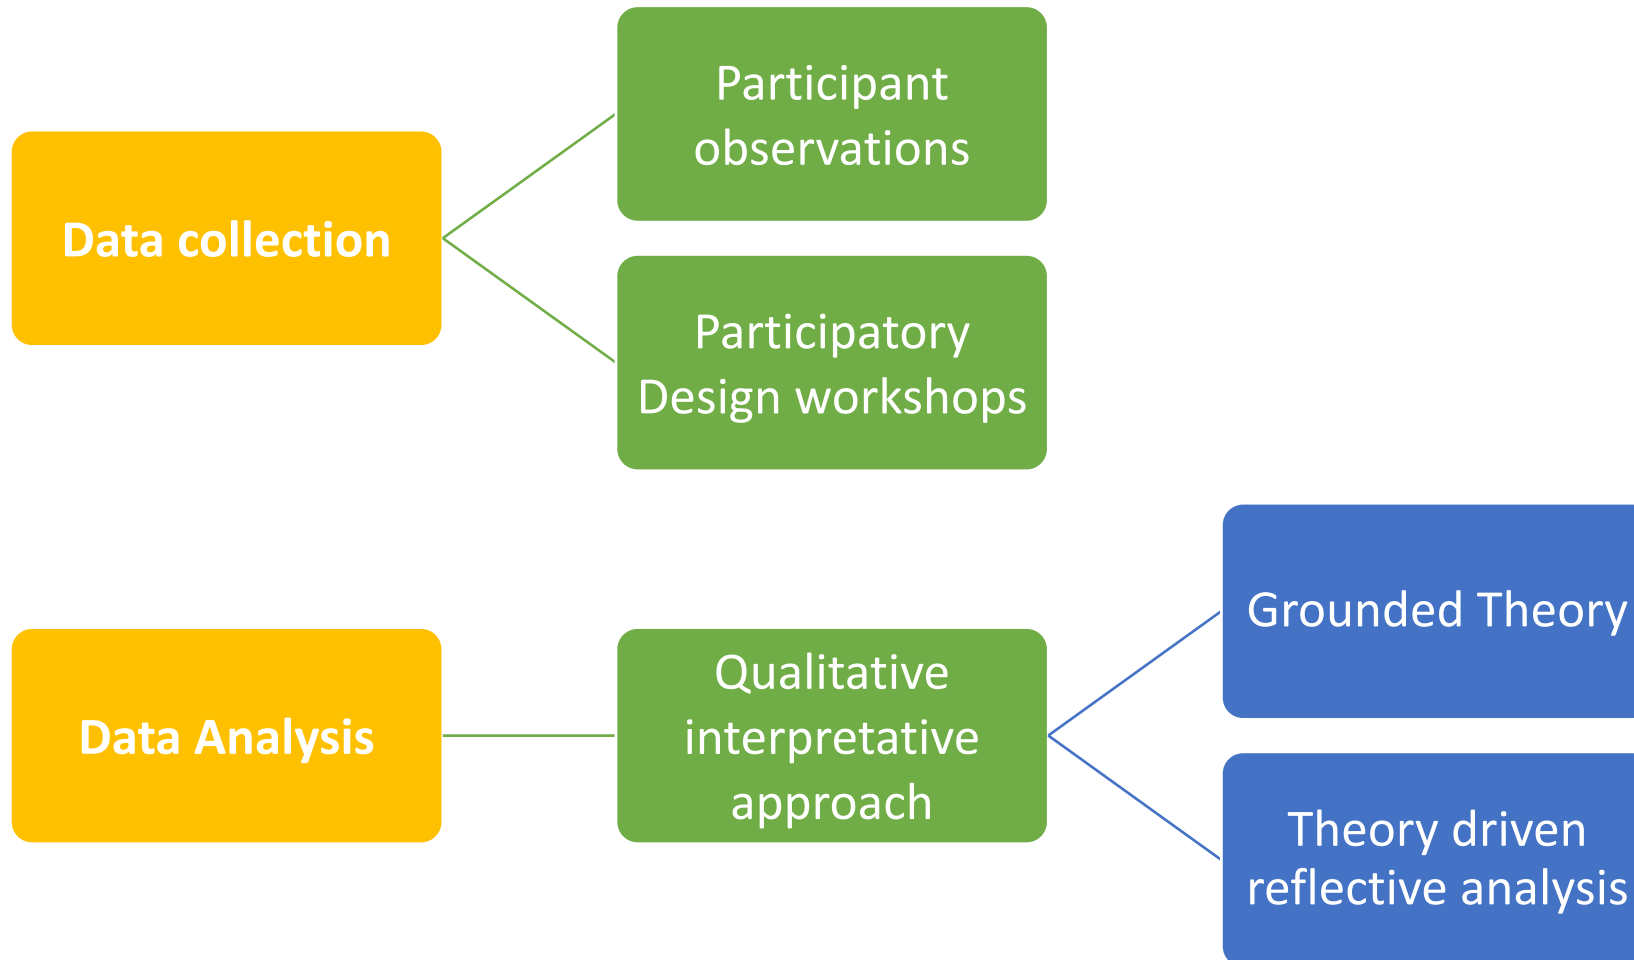 Participant
observations
Data collection
Participatory
Design workshops
Grounded Theory
Data Analysis
Qualitative
interpretative
approach
Theory driven
reflective analysis